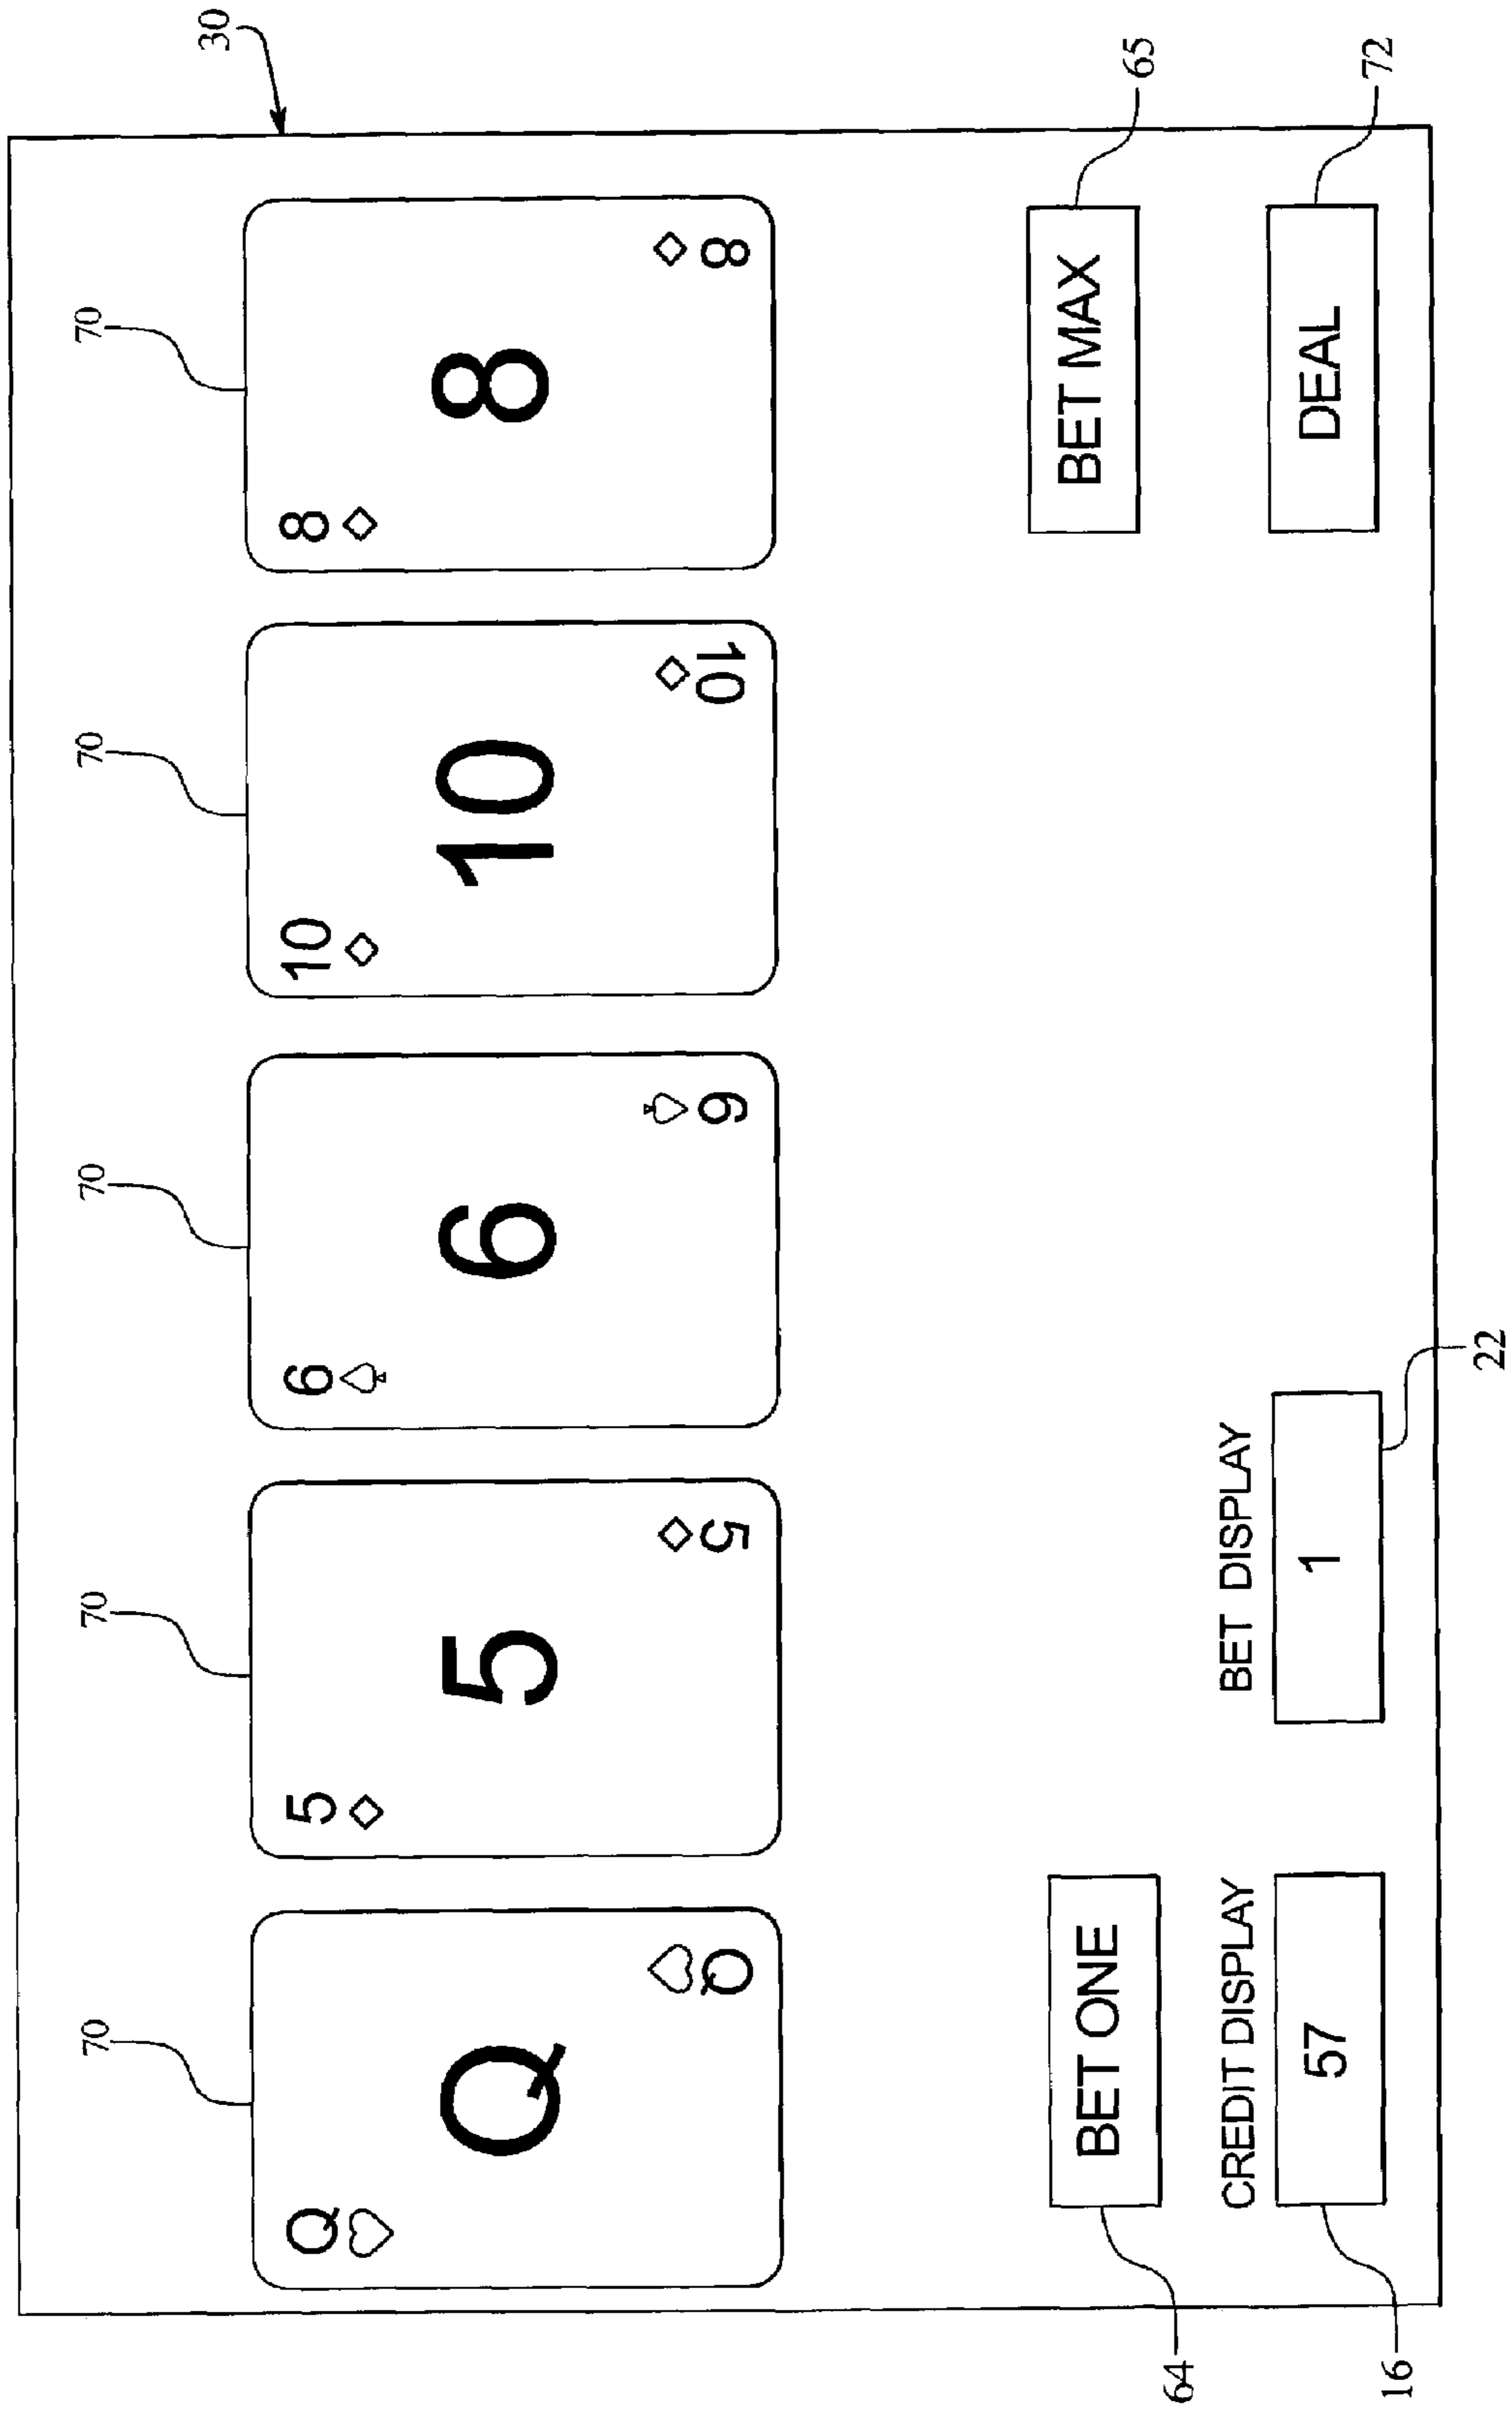 30
70 70 70 70 70
Q 5 6 10 8
♡ ♢ ♤ ♢ ♢
Q 5 6 10 8
♡ ♢ ♤ ♢ ♢
Q 5 6 10 8
64 BET ONE BET MAX 65
CREDIT DISPLAY BET DISPLAY
16 57 1 22 DEAL 72